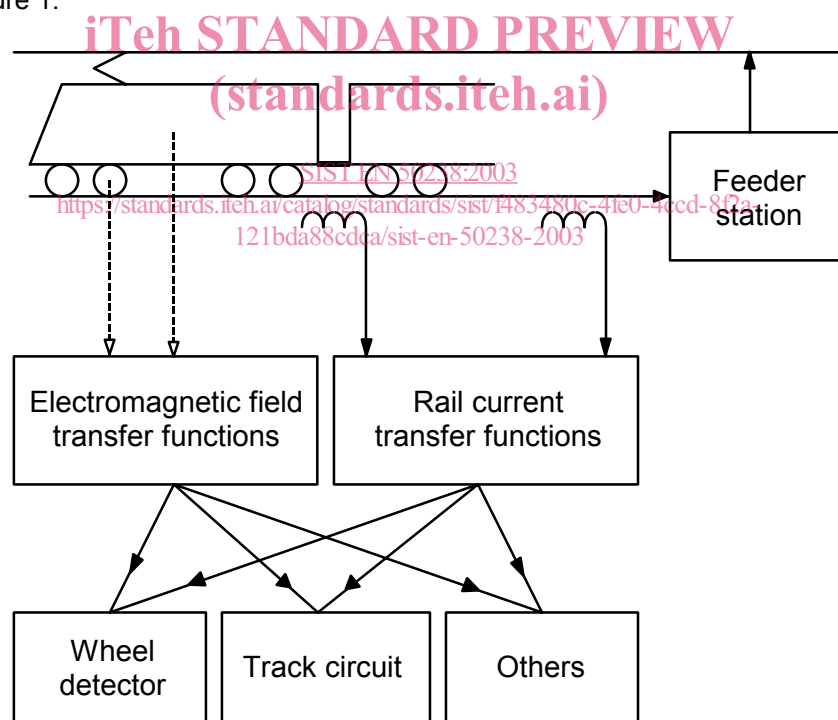 ure 1.
iTeh STANDARD PREVIEW
(standards.iteh.ai)
SIST EN 50238:2003
https://standards.iteh.ai/catalog/standards/sist/f483480c-4fe0-4ccd-8f2a-
121bda88cdca/sist-en-50238-2003
Feeder
station
Electromagnetic field
transfer functions
Rail current
transfer functions
Wheel
detector
Track circuit
Others